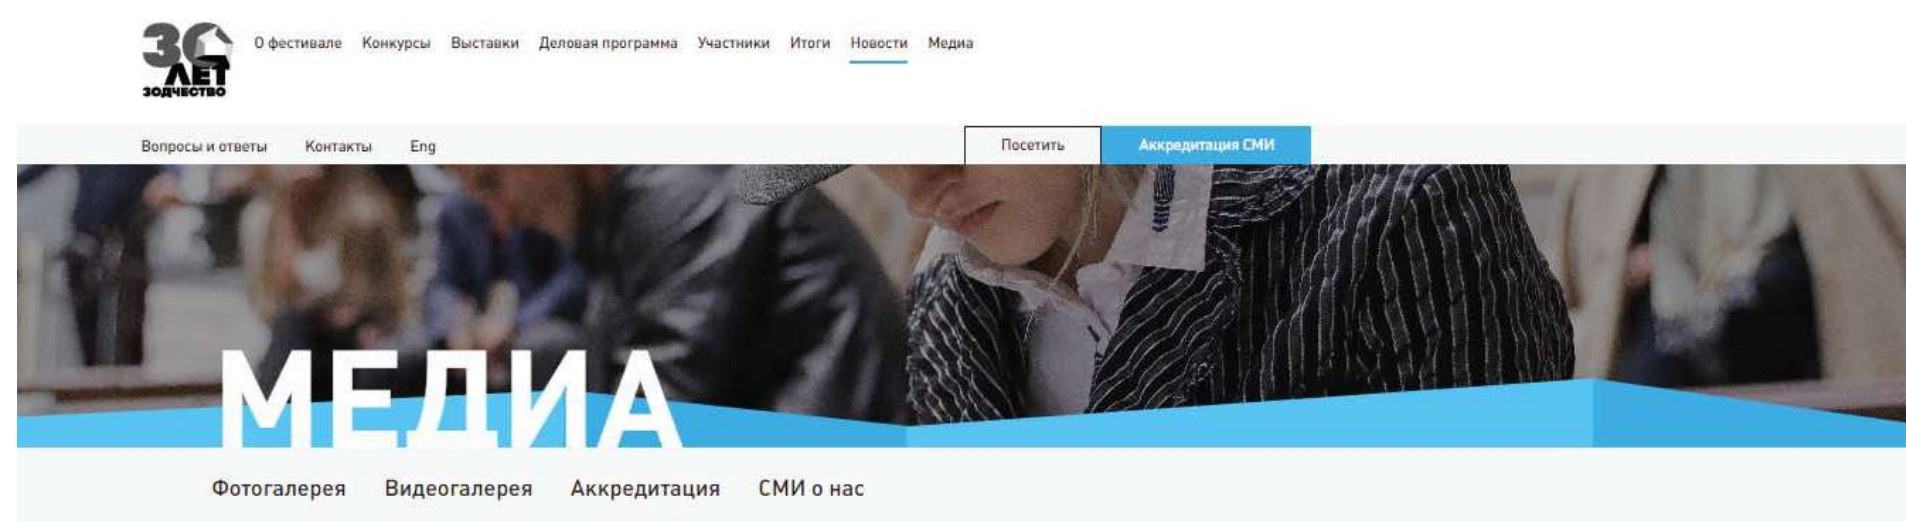 30
ЛЕТ
ЗОДЧЕСТВО
О фестивале Конкурсы Выставки Деловая программа Участники Итоги Новости Медиа
Вопросы и ответы Контакты Eng Посетить Аккредитация СМИ
МЕДИА
Фотогалерея Видеогалерея Аккредитация СМИ о нас